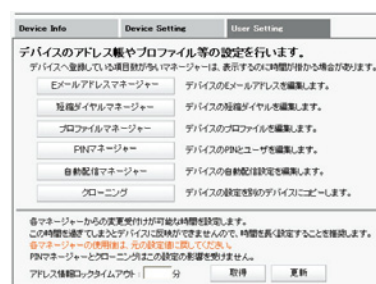 Device Info
Device Setting
User Setting
デバイスのアドレス帳やプロファイル等の設定を行います。
デバイスへ登録している項目数が多いマネージャーは、表示するのに時間が掛かる場合があります。
Eメールアドレスマネージャー
デバイスのEメールアドレスを編集します。
短縮ダイヤルマネージャー
デバイスの短縮ダイヤルを編集します。
プロファイルマネージャー
デバイスのプロファイルを編集します。
PINマネージャー
デバイスのPINとユーザを編集します。
自動配信マネージャー
デバイスの自動配信設定を編集します。
クローニング
デバイスの設定を別のデバイスにコピーします。
各マネージャーからの変更受付けが可能な時間を設定します。
この時間を過ぎてしまうとデバイスに反映ができませんので、時間を長く設定することを推奨します。
各マネージャーの使用後は、元の設定値に戻してください。
PINマネージャーとクローニングはこの設定の影響を受けません。
アドレス情報ロックタイムアウト:
分
取得
更新